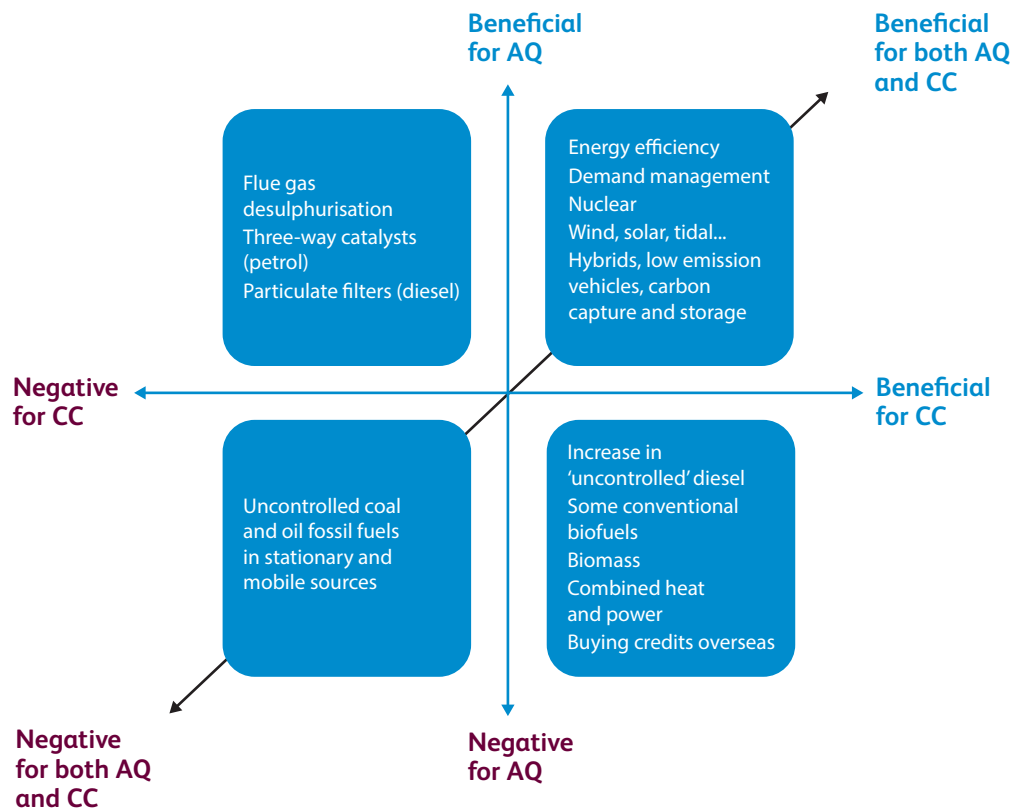 Beneficial
for AQ
Beneficial
for both AQ
and CC
Flue gas
desulphurisation
Three-way catalysts
(petrol)
Particulate filters (diesel)
Energy efficiency
Demand management
Nuclear
Wind, solar, tidal...
Hybrids, low emission
vehicles, carbon
capture and storage
Negative
for CC
Beneficial
for CC
Uncontrolled coal
and oil fossil fuels
in stationary and
mobile sources
Increase in
‘uncontrolled’ diesel
Some conventional
biofuels
Biomass
Combined heat
and power
Buying credits overseas
Negative
for both AQ
and CC
Negative
for AQ